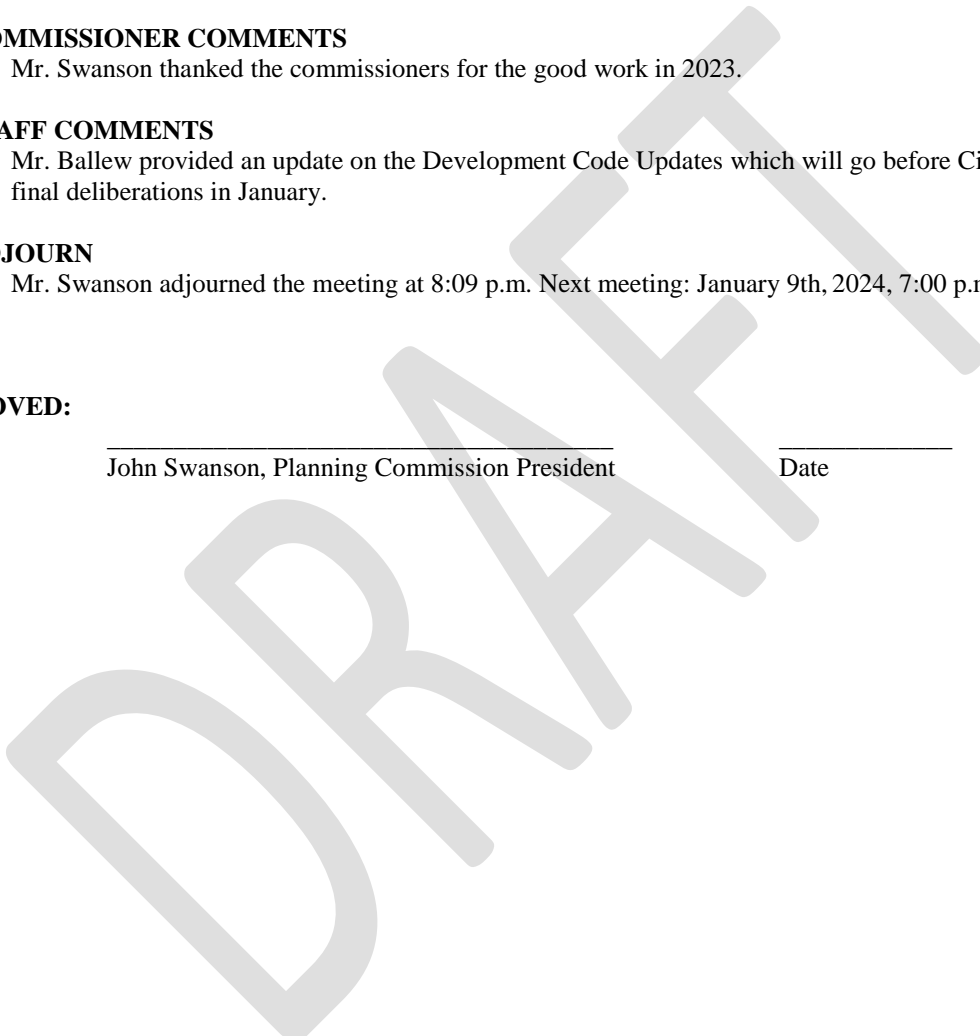 OMMISSIONER COMMENTS
Mr. Swanson thanked the commissioners for the good work in 2023.
AFF COMMENTS
Mr. Ballew provided an update on the Development Code Updates which will go before Ci
final deliberations in January.
JOURN
Mr. Swanson adjourned the meeting at 8:09 p.m. Next meeting: January 9th, 2024, 7:00 p.
OVED:
John Swanson, Planning Commission President Date
DRAFT